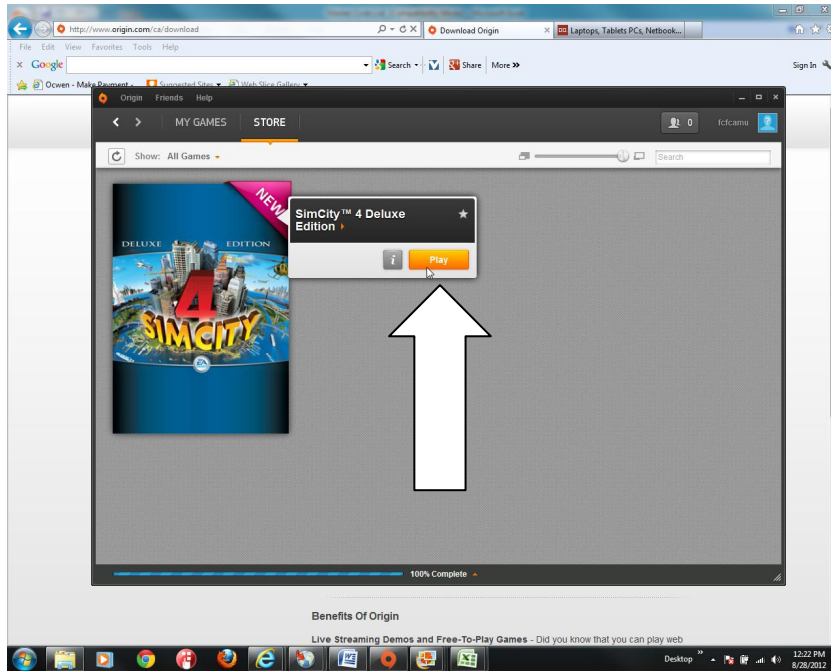 http://www.origin.com/ca/download
Download Origin
Laptops, Tablets PCs, Netbook...
File Edit View Favorites Tools Help
x Google
Search
Share
More »
Sign In
Ocwen - Make Payment -
Suggested Sites
Web Slice Gallery
Origin Friends Help
MY GAMES STORE
0
fcfcamu
Show: All Games
Search
NEW
SimCity™ 4 Deluxe
Edition
i
Play
DELUXE EDITION
4
SIMCITY
EA
100% Complete
Benefits Of Origin
Live Streaming Demos and Free-To-Play Games - Did you know that you can play web
Desktop
12:22 PM
8/28/2012